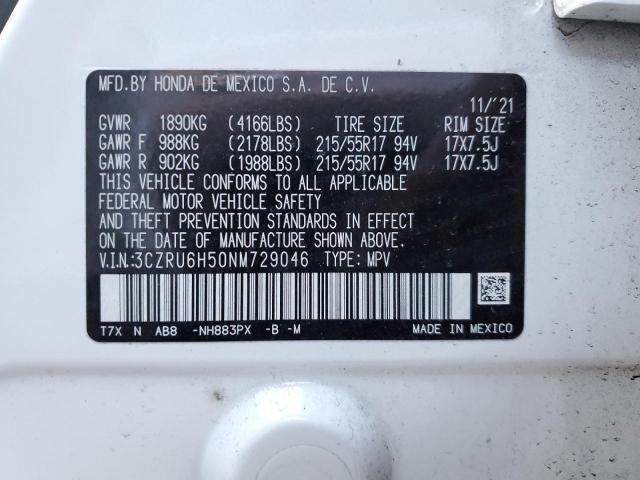 MFD.BY HONDA DE MEXICO S.A. DE C.V.
11/'21
GVWR 1890KG (4166LBS) TIRE SIZE RIM SIZE
GAWR F 988KG (2178LBS) 215/55R17 94V 17X7.5J
GAWR R 902KG (1988LBS) 215/55R17 94V 17X7.5J
THIS VEHICLE CONFORMS TO ALL APPLICABLE
FEDERAL MOTOR VEHICLE SAFETY
AND THEFT PREVENTION STANDARDS IN EFFECT
ON THE DATE OF MANUFACTURE SHOWN ABOVE.
V.I.N:3CZRU6H50NM729046 TYPE: MPV
T7X N AB8 -NH883PX -B -M MADE IN MEXICO